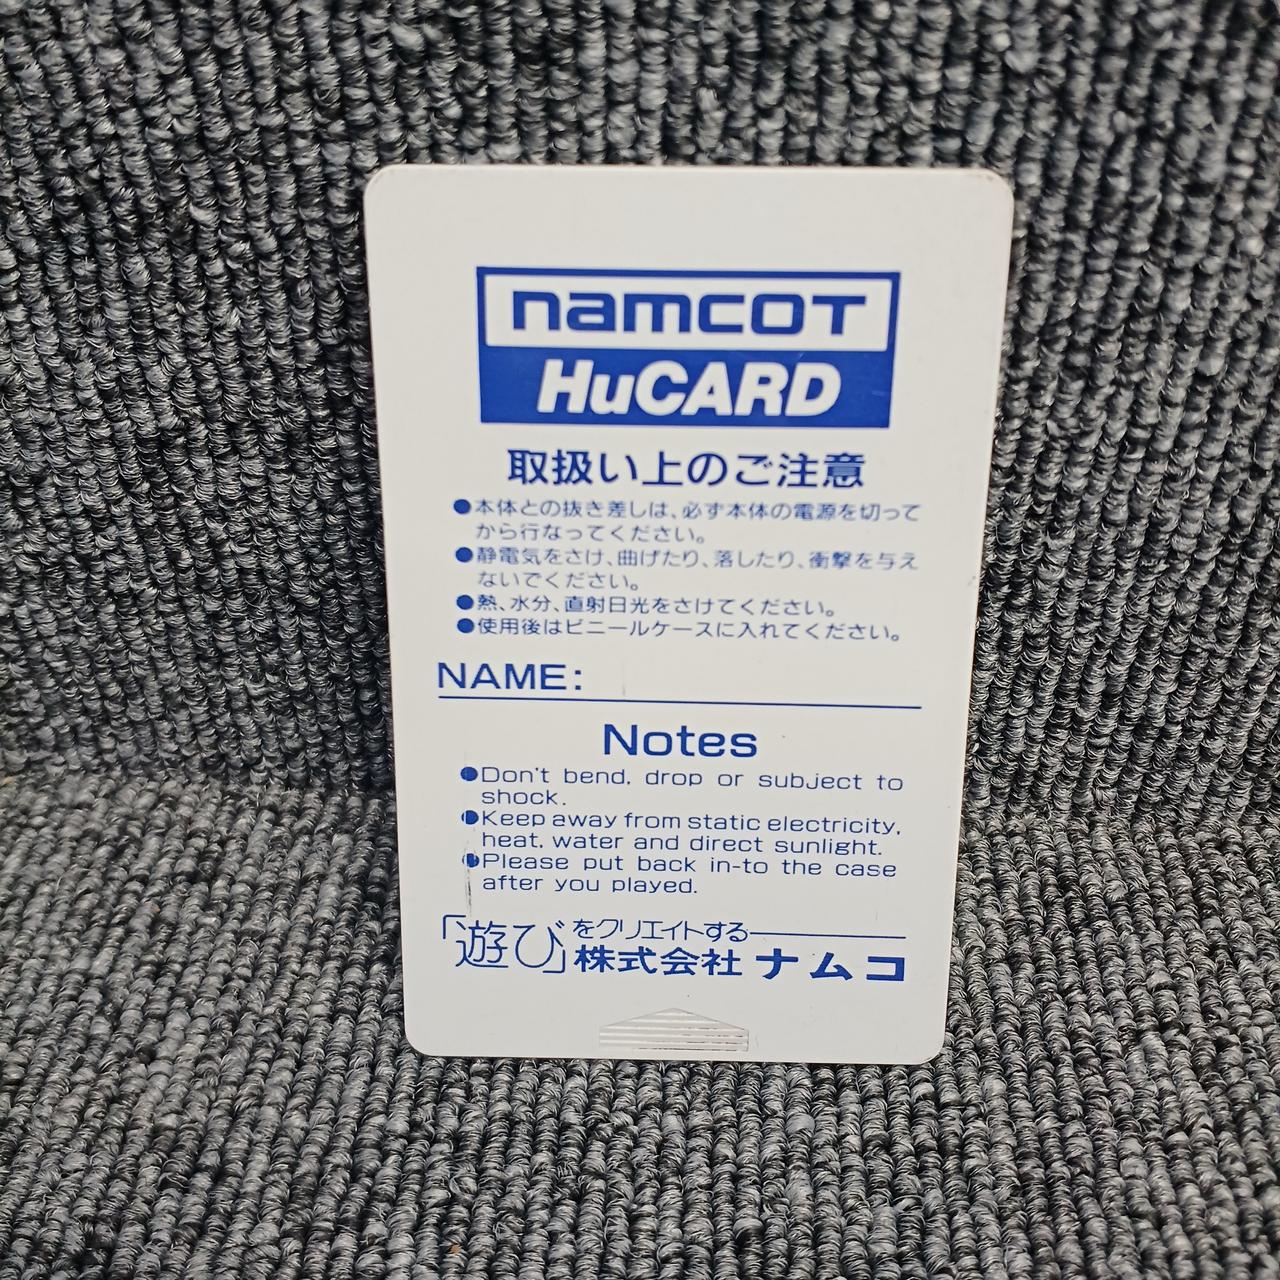 namcot
HuCARD
取扱い上のご注意
●本体との抜き差しは、必ず本体の電源を切って
から行なってください。
●静電気をさけ、曲げたり、落したり、衝撃を与え
ないでください。
●熱、水分、直射日光をさけてください。
●使用後はビニールケースに入れてください。
NAME:
Notes
●Don't bend, drop or subject to
shock.
●Keep away from static electricity,
heat, water and direct sunlight.
●Please put back in-to the case
after you played.
「遊び」をクリエイトする
株式会社ナムコ